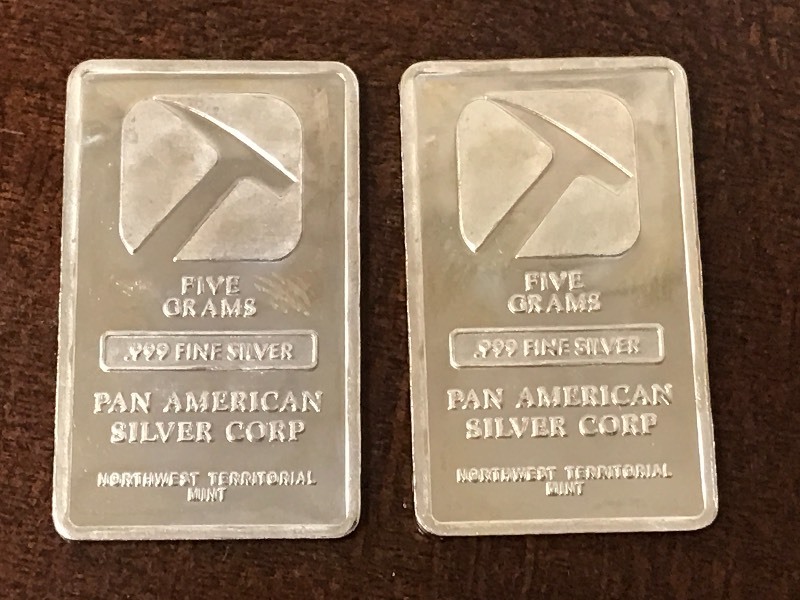 FIVE
GRAMS
.999 FINE SILVER
PAN AMERICAN
SILVER CORP
NORTHWEST TERRITORIAL
MINT
FIVE
GRAMS
.999 FINE SILVER
PAN AMERICAN
SILVER CORP
NORTHWEST TERRITORIAL
MINT